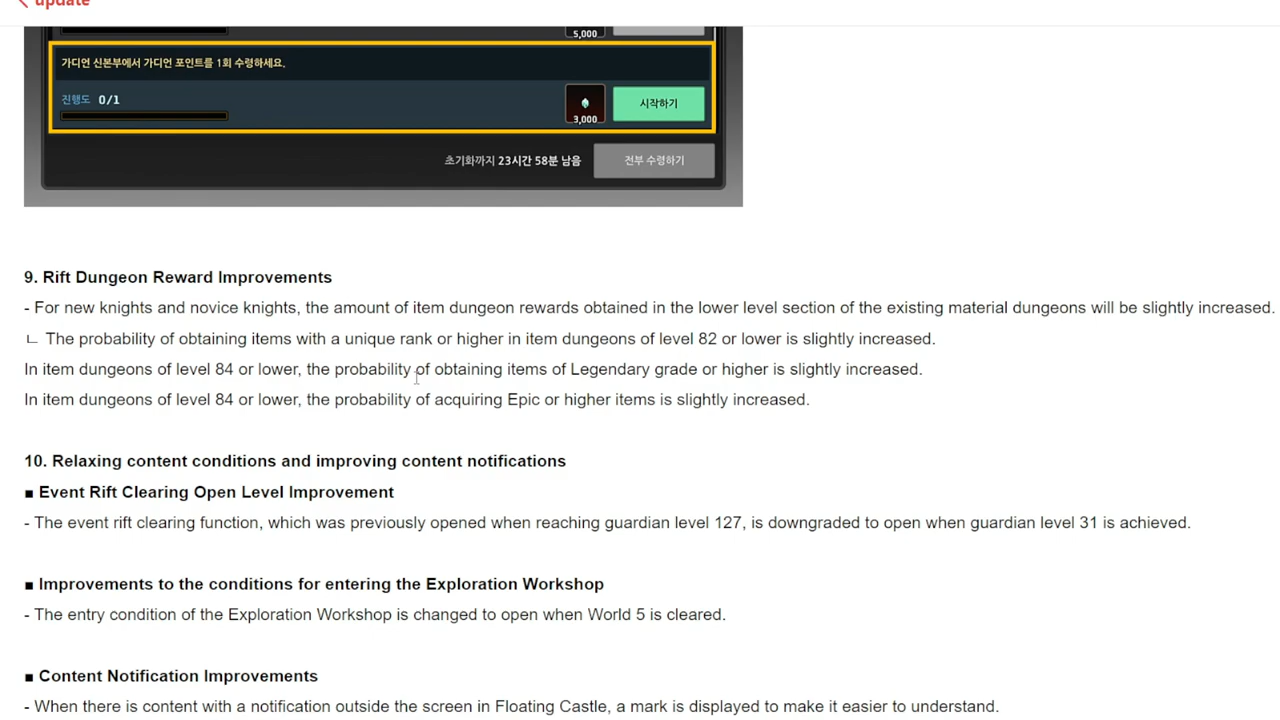 update
5,000
가디언 신본부에서 가디언 포인트를 1회 수령하세요.
진행도 0/1
3,000
시작하기
초기화까지 23시간 58분 남음
전부 수령하기
9. Rift Dungeon Reward Improvements
- For new knights and novice knights, the amount of item dungeon rewards obtained in the lower level section of the existing material dungeons will be slightly increased.
ㄴ The probability of obtaining items with a unique rank or higher in item dungeons of level 82 or lower is slightly increased.
In item dungeons of level 84 or lower, the probability of obtaining items of Legendary grade or higher is slightly increased.
In item dungeons of level 84 or lower, the probability of acquiring Epic or higher items is slightly increased.
10. Relaxing content conditions and improving content notifications
■ Event Rift Clearing Open Level Improvement
- The event rift clearing function, which was previously opened when reaching guardian level 127, is downgraded to open when guardian level 31 is achieved.
■ Improvements to the conditions for entering the Exploration Workshop
- The entry condition of the Exploration Workshop is changed to open when World 5 is cleared.
■ Content Notification Improvements
- When there is content with a notification outside the screen in Floating Castle, a mark is displayed to make it easier to understand.